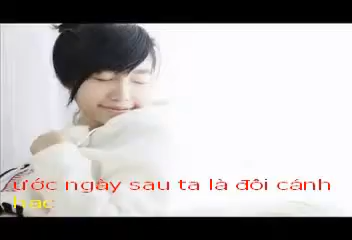 ước ngày sau ta là đôi cánh
hạc